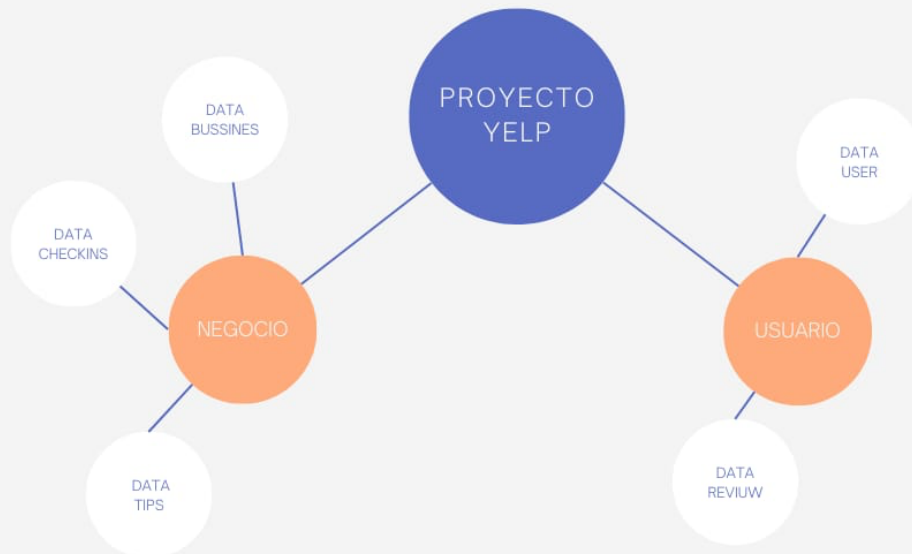 PROYECTO
YELP
DATA
BUSSINES
DATA
USER
DATA
CHECKINS
NEGOCIO
USUARIO
DATA
TIPS
DATA
REVIUW